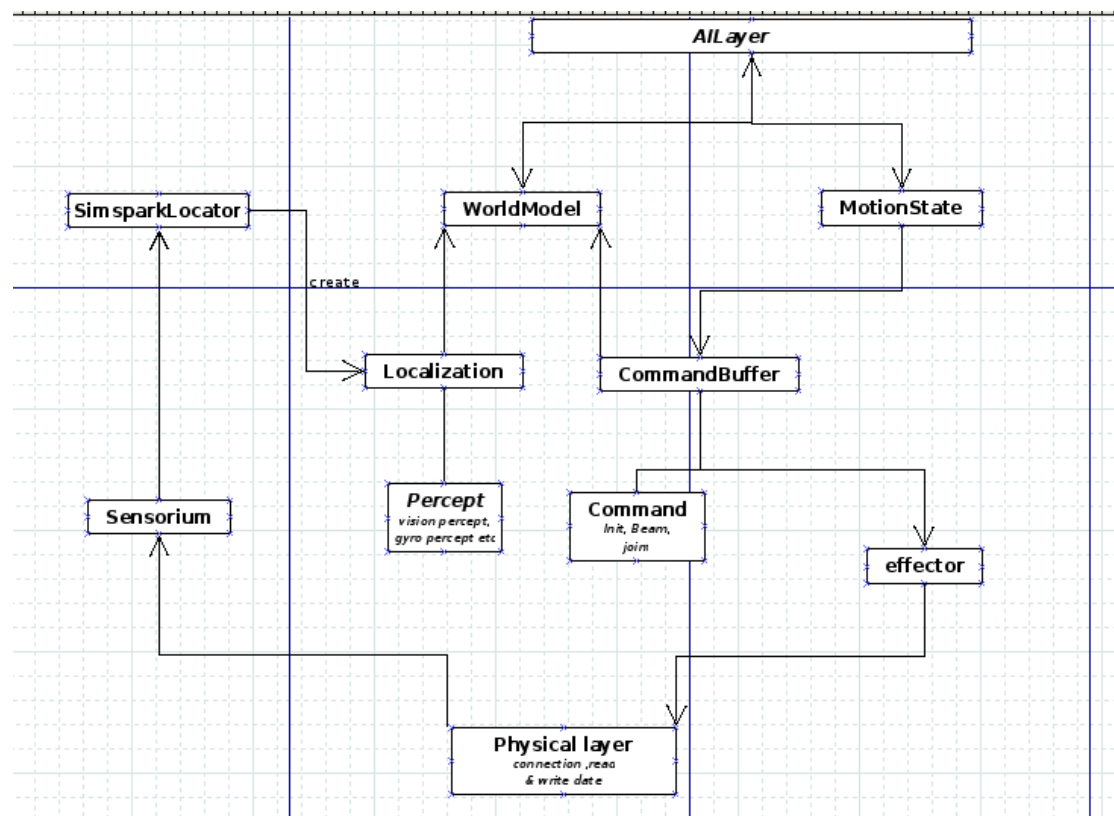 AILayer
SimsparkLocator
WorldModel
MotionState
create
Localization
CommandBuffer
Percept
vision percept,
gyro percept etc
Command
Init, Beam,
joim
Sensorium
effector
Physical layer
connection ,read
& write date